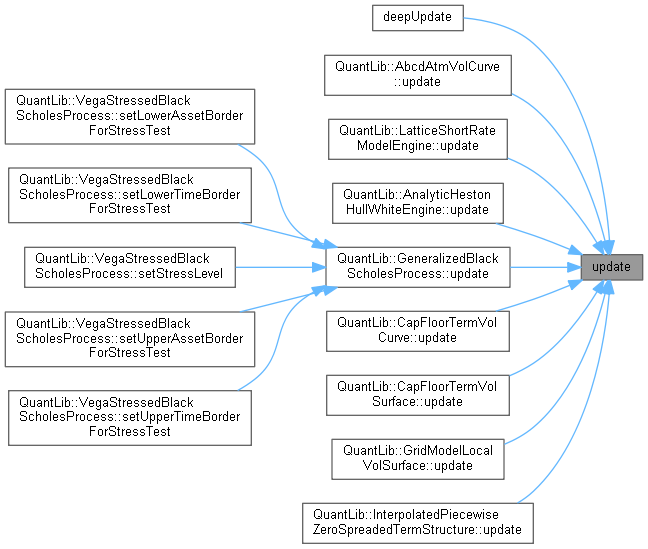 deepUpdate
QuantLib::AbcdAtmVolCurve
::update
QuantLib::VegaStressedBlack
ScholesProcess::setLowerAssetBorder
ForStressTest
QuantLib::LatticeShortRate
ModelEngine::update
QuantLib::VegaStressedBlack
ScholesProcess::setLowerTimeBorder
ForStressTest
QuantLib::AnalyticHeston
HullWhiteEngine::update
QuantLib::VegaStressedBlack
ScholesProcess::setStressLevel
QuantLib::GeneralizedBlack
ScholesProcess::update
update
QuantLib::VegaStressedBlack
ScholesProcess::setUpperAssetBorder
ForStressTest
QuantLib::CapFloorTermVol
Curve::update
QuantLib::VegaStressedBlack
ScholesProcess::setUpperTimeBorder
ForStressTest
QuantLib::CapFloorTermVol
Surface::update
QuantLib::GridModelLocal
VolSurface::update
QuantLib::InterpolatedPiecewise
ZeroSpreadedTermStructure::update